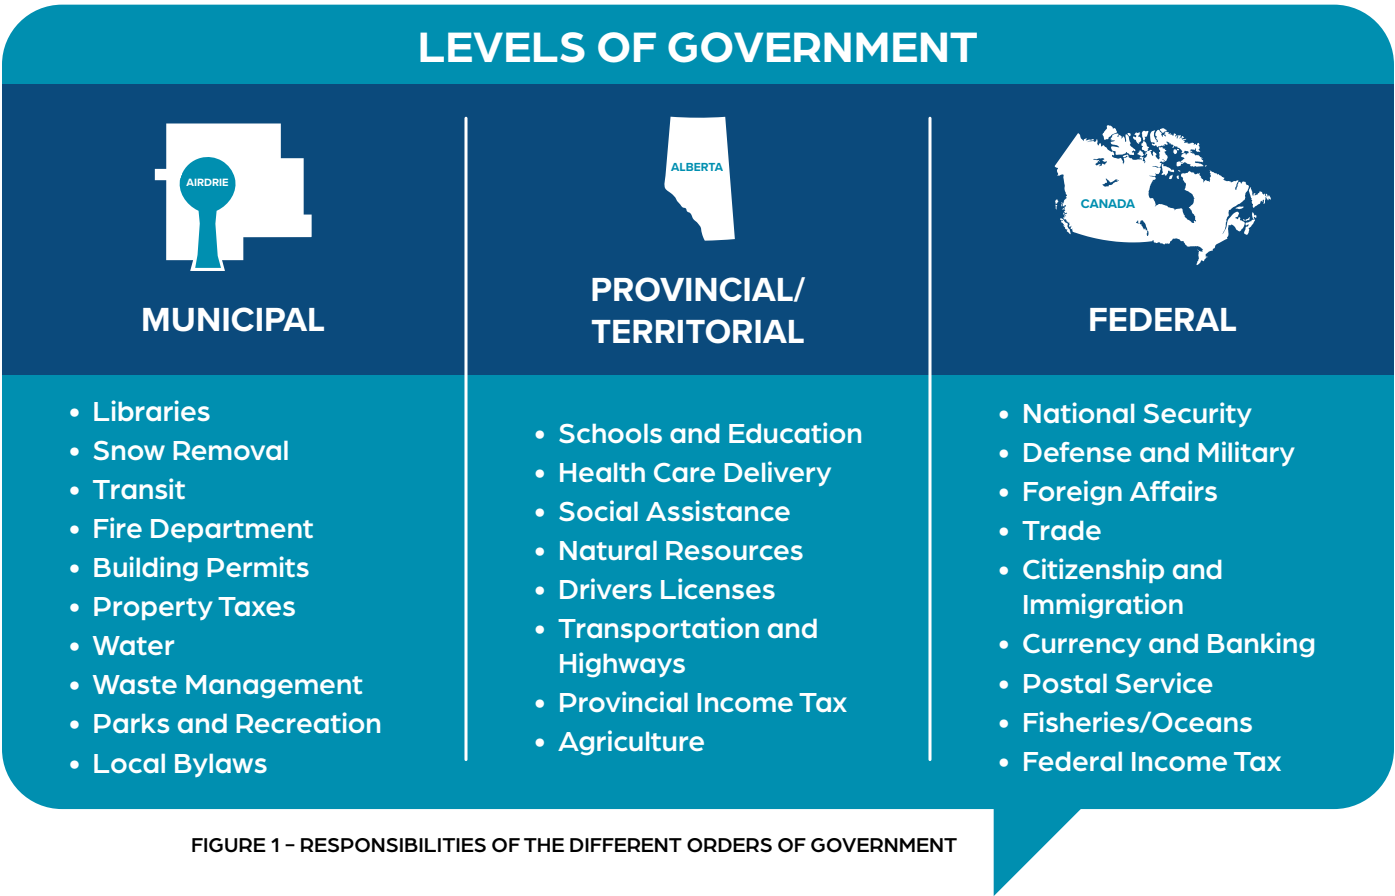 LEVELS OF GOVERNMENT
AIRDRIE
MUNICIPAL
• Libraries
• Snow Removal
• Transit
• Fire Department
• Building Permits
• Property Taxes
• Water
• Waste Management
• Parks and Recreation
• Local Bylaws
ALBERTA
PROVINCIAL/
TERRITORIAL
• Schools and Education
• Health Care Delivery
• Social Assistance
• Natural Resources
• Drivers Licenses
• Transportation and
Highways
• Provincial Income Tax
• Agriculture
CANADA
FEDERAL
• National Security
• Defense and Military
• Foreign Affairs
• Trade
• Citizenship and
Immigration
• Currency and Banking
• Postal Service
• Fisheries/Oceans
• Federal Income Tax
FIGURE 1 – RESPONSIBILITIES OF THE DIFFERENT ORDERS OF GOVERNMENT